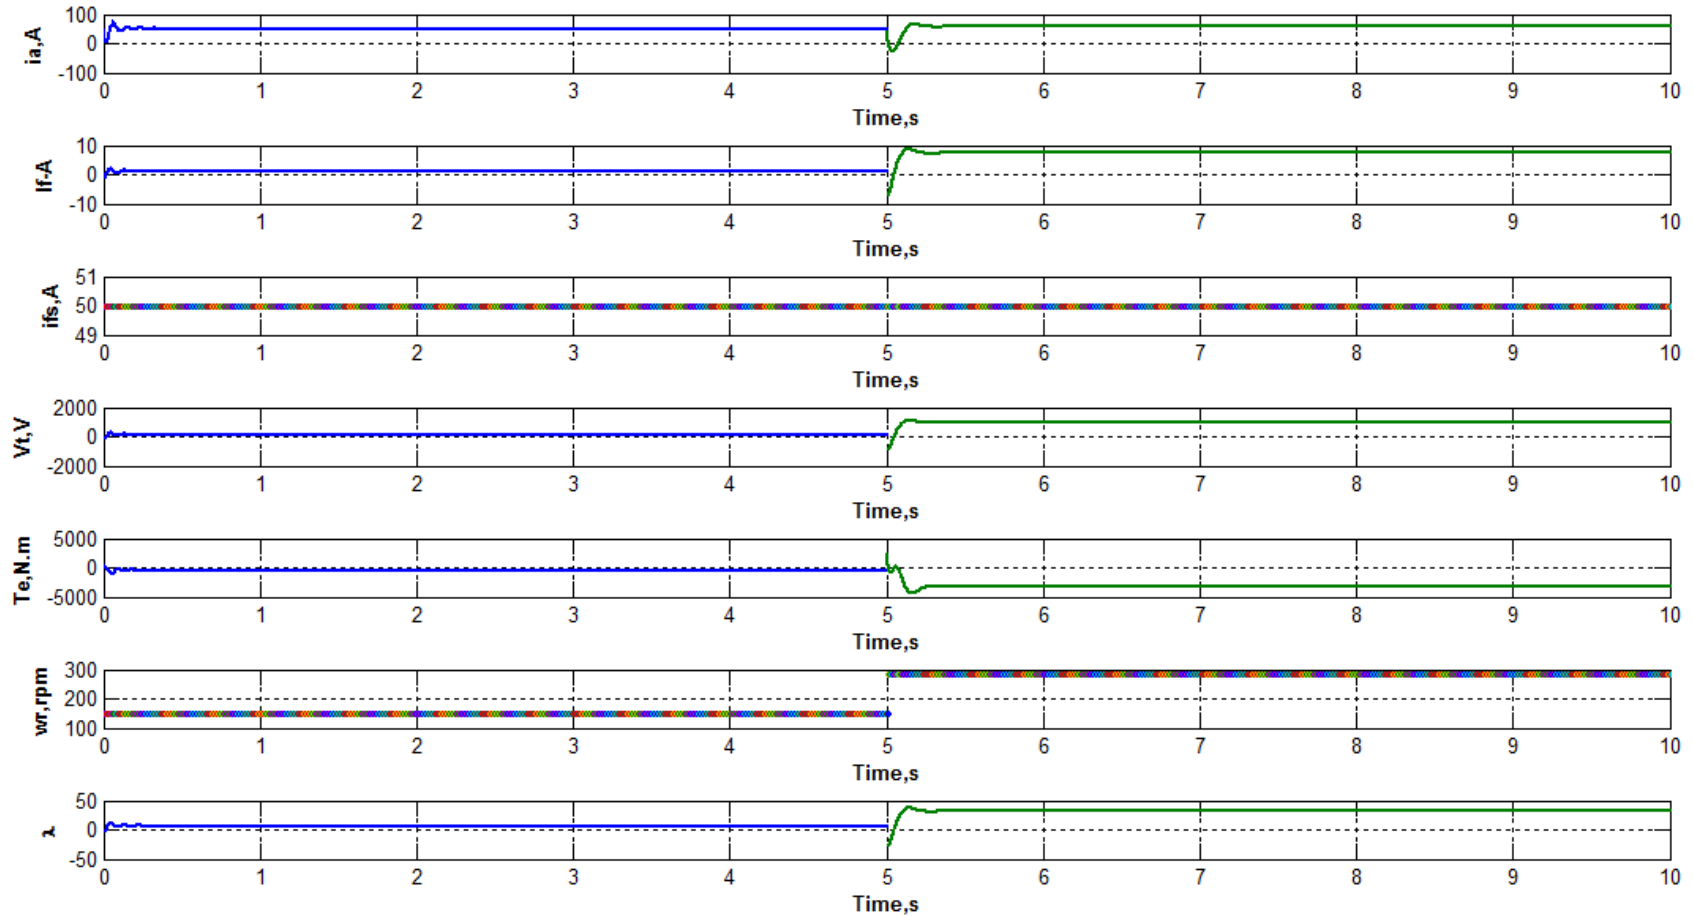 ia,A
100
0
-100
0 1 2 3 4 5 6 7 8 9 10
Time,s
If-A
10
0
-10
0 1 2 3 4 5 6 7 8 9 10
Time,s
ifs,A
51
50
49
0 1 2 3 4 5 6 7 8 9 10
Time,s
Vt,V
2000
0
-2000
0 1 2 3 4 5 6 7 8 9 10
Time,s
Te,N.m
5000
0
-5000
0 1 2 3 4 5 6 7 8 9 10
Time,s
wr,rpm
300
200
100
0 1 2 3 4 5 6 7 8 9 10
Time,s
λ
50
0
-50
0 1 2 3 4 5 6 7 8 9 10
Time,s